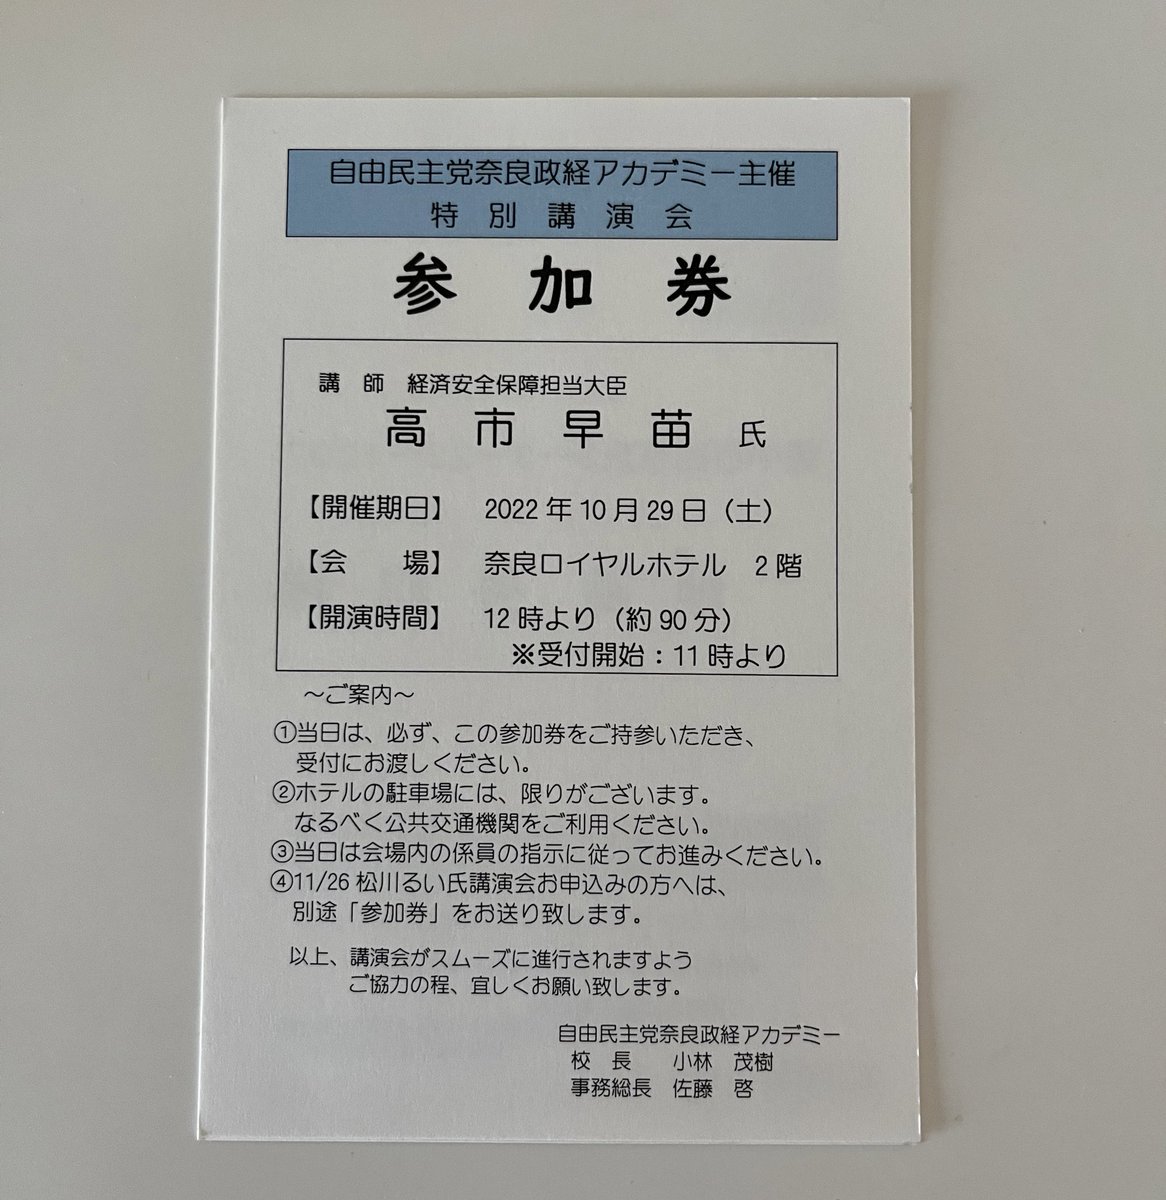 自由民主党奈良政経アカデミー主催
特別講演会
参加券
講師 経済安全保障担当大臣
高市早苗氏
【開催期日】 2022年10月29日（土）
【会場】 奈良ロイヤルホテル 2階
【開演時間】 12時より（約90分）
※受付開始：11時より
～ご案内～
①当日は、必ず、この参加券をご持参いただき、
受付にお渡しください。
②ホテルの駐車場には、限りがございます。
なるべく公共交通機関をご利用ください。
③当日は会場内の係員の指示に従ってお進みください。
④11/26松川るい氏講演会お申込みの方へは、
別途「参加券」をお送り致します。
以上、講演会がスムーズに進行されますよう
ご協力の程、宜しくお願い致します。
自由民主党奈良政経アカデミー
校長 小林 茂樹
事務総長 佐藤 啓